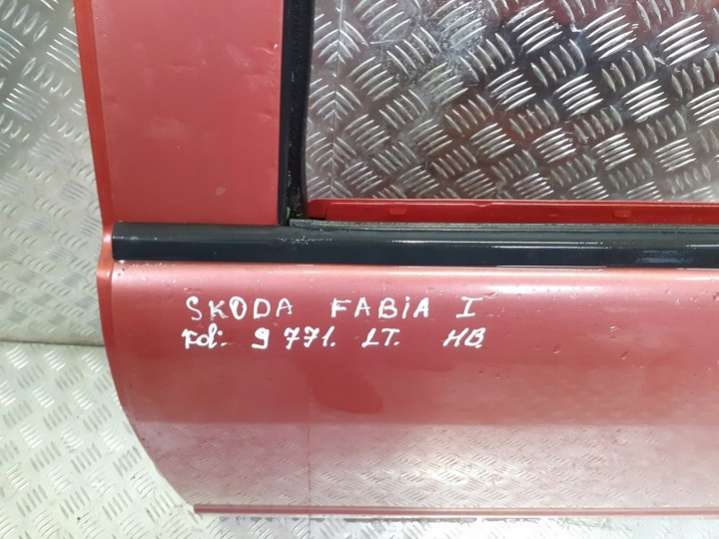 SKODA FABIA I
kol: 9771. LT. HB